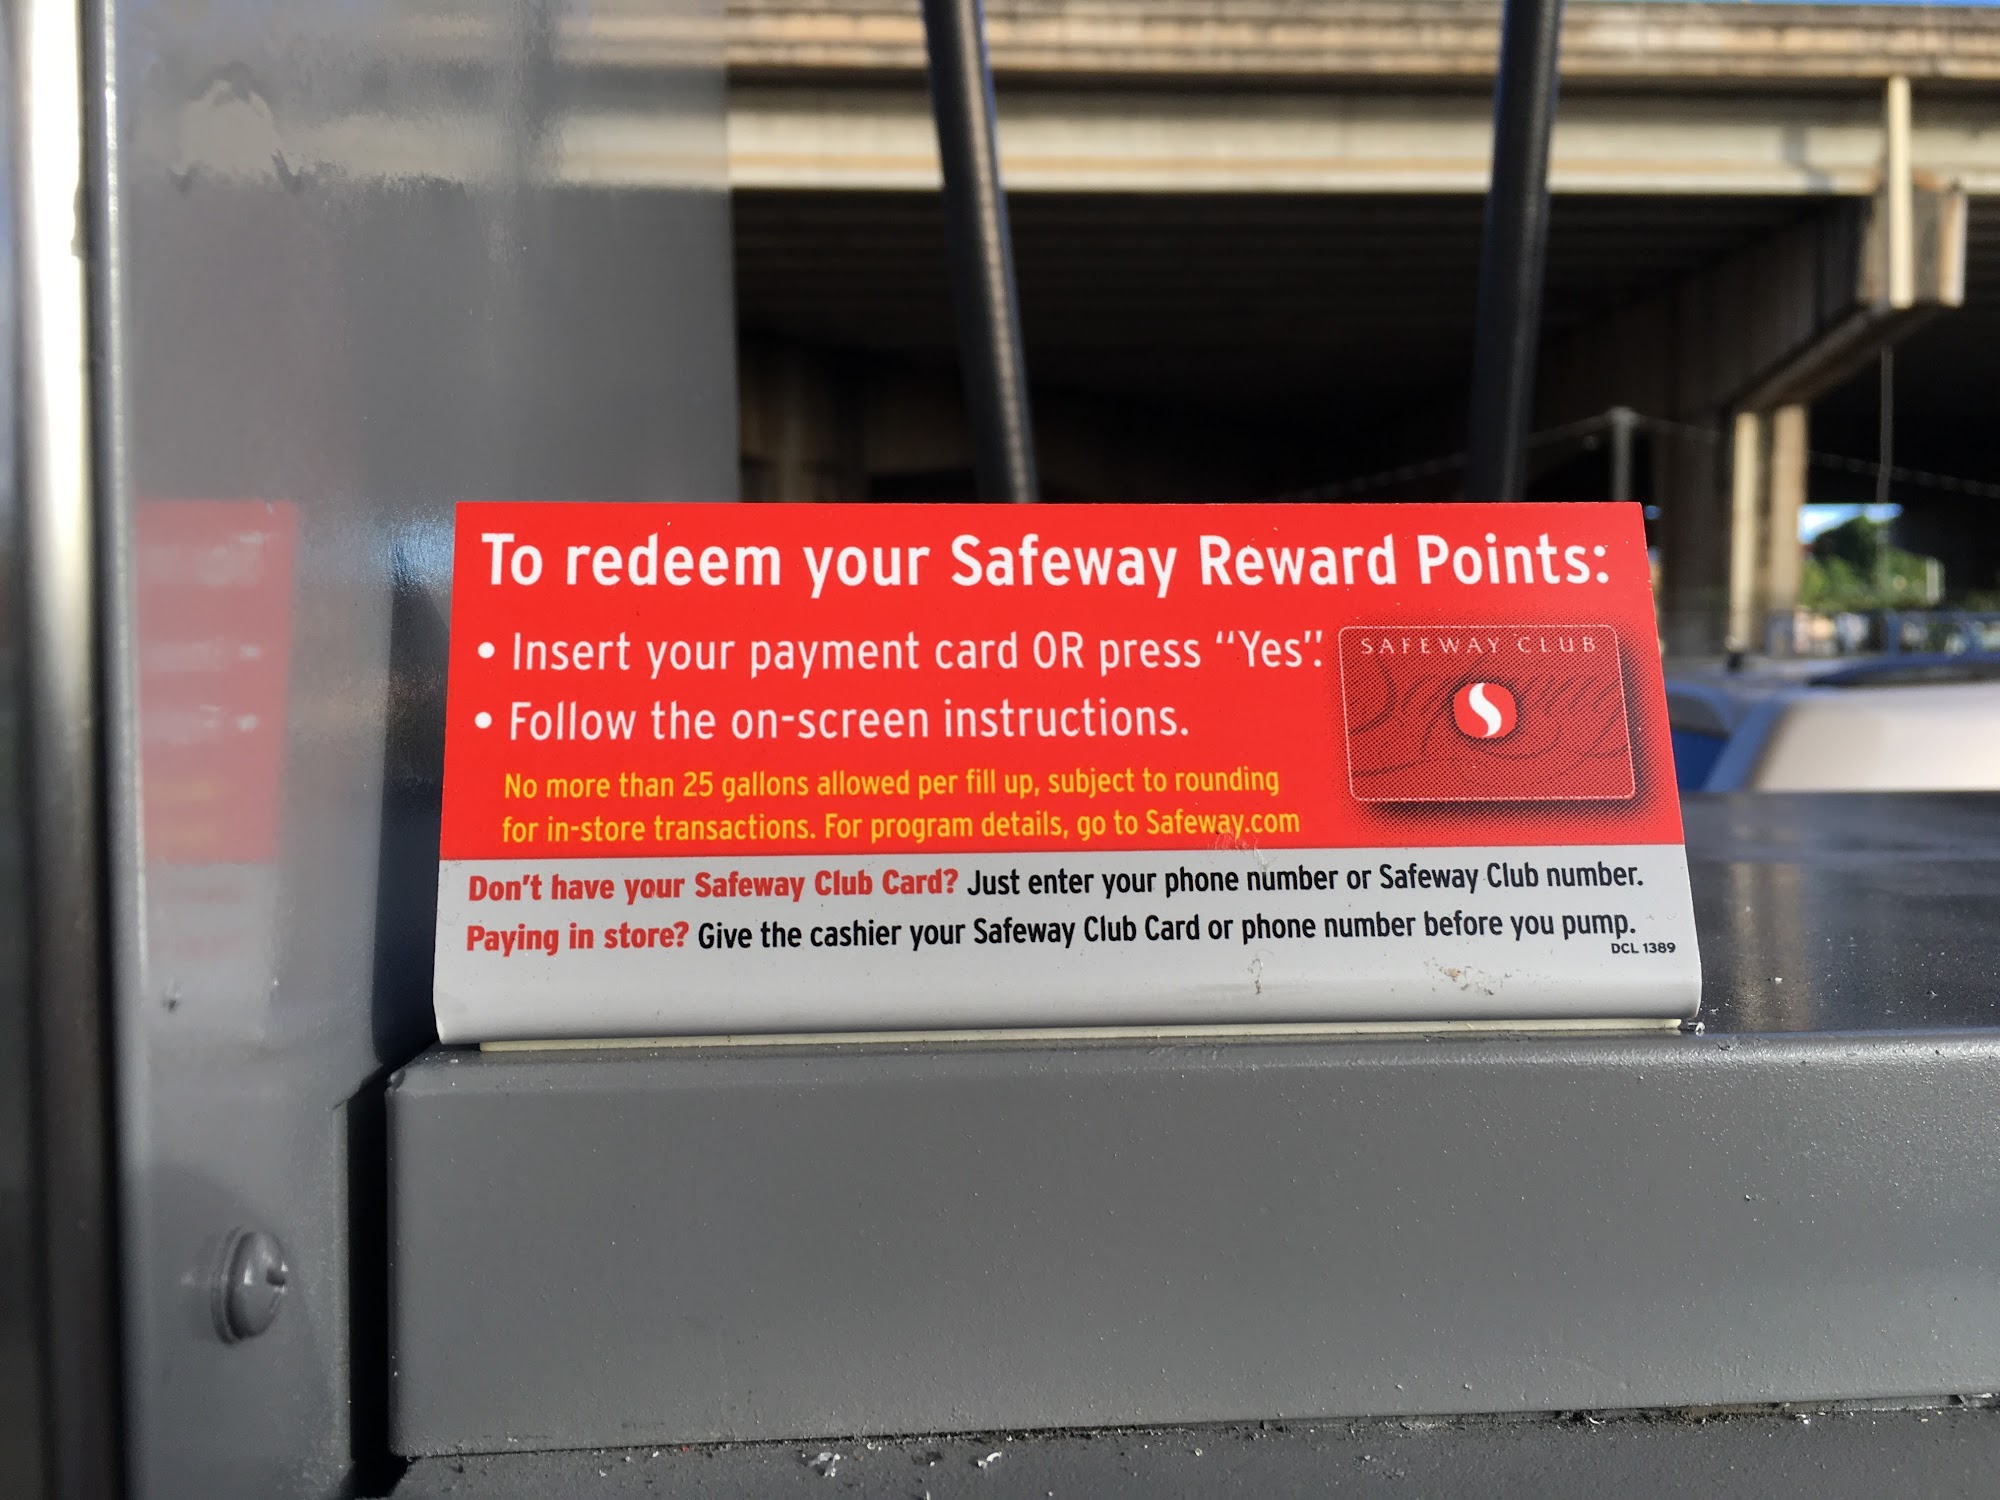 To redeem your Safeway Reward Points:
• Insert your payment card OR press “Yes”.
• Follow the on-screen instructions.
SAFEWAY CLUB
No more than 25 gallons allowed per fill up, subject to rounding
for in-store transactions. For program details, go to Safeway.com
Don't have your Safeway Club Card? Just enter your phone number or Safeway Club number.
Paying in store? Give the cashier your Safeway Club Card or phone number before you pump.
DCL 1389